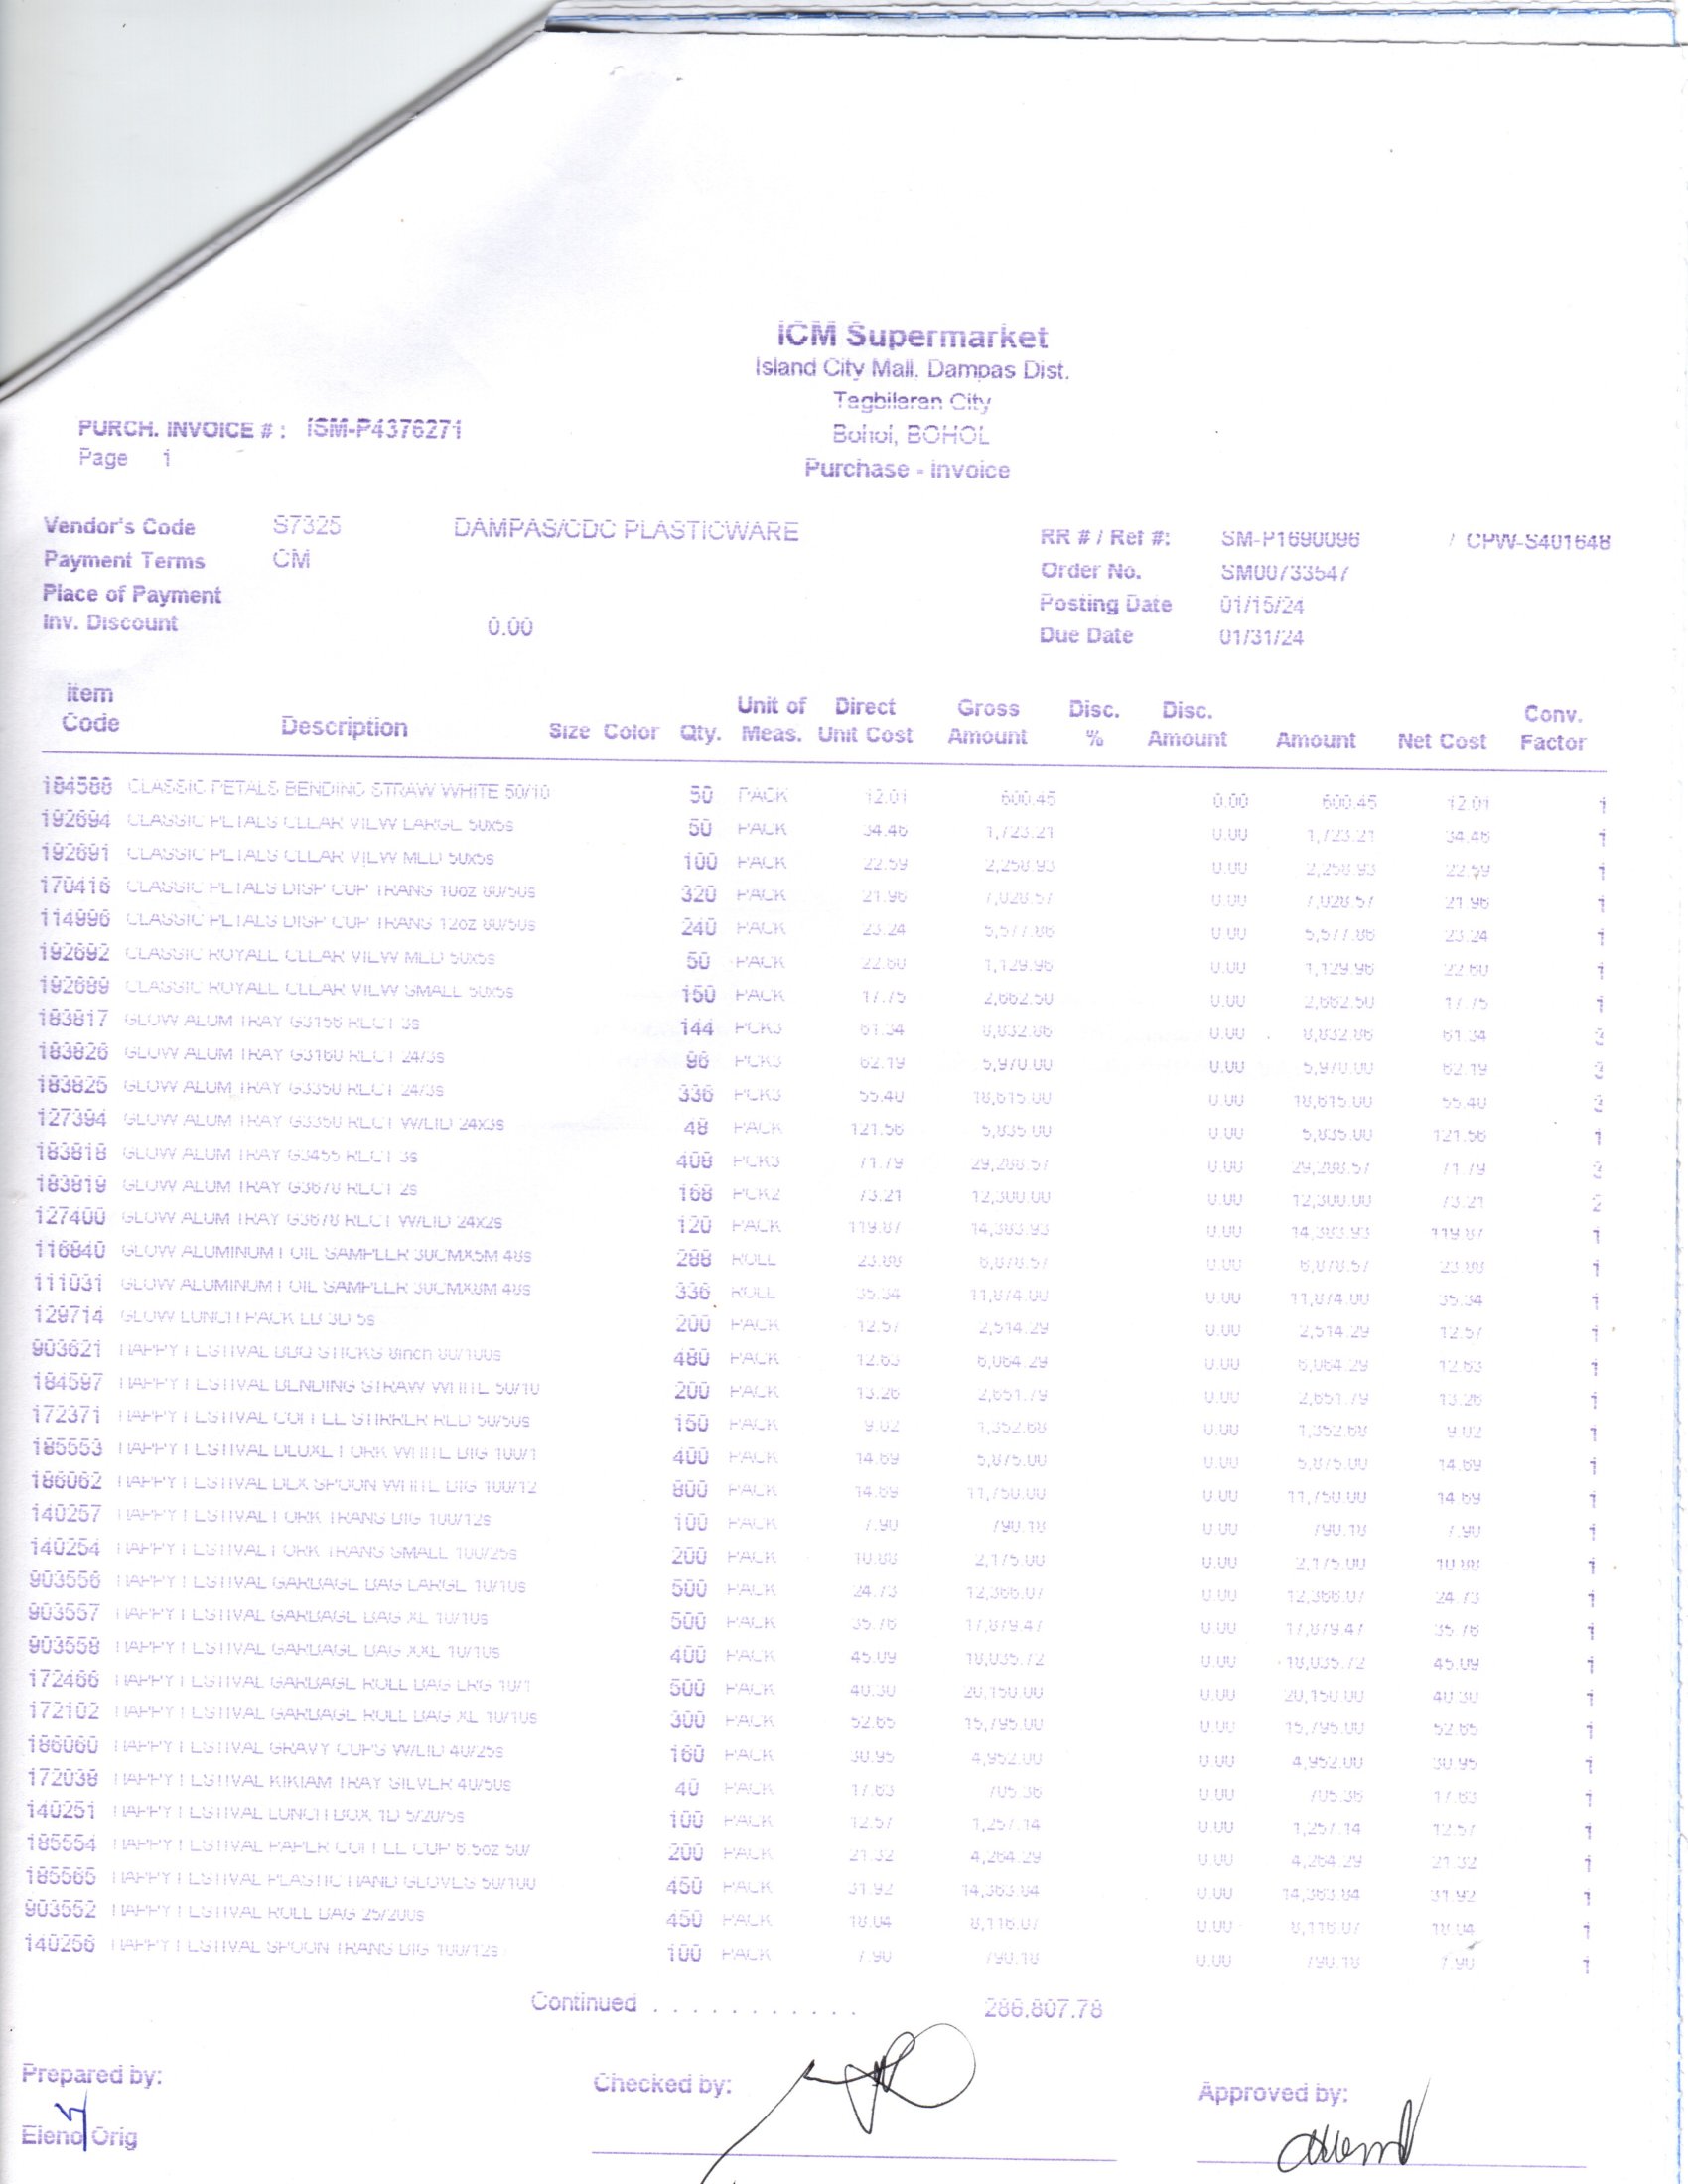 ICM Supermarket
Island City Mall, Dampas Dist.
Tagbilaran City
Bohol, BOHOL
Purchase - Invoice
PURCH. INVOICE # : ISM-P4376271
Page 1
Vendor's Code S7325 DAMPAS/CDC PLASTICWARE
Payment Terms CM
Place of Payment
Inv. Discount 0.00
RR # / Ref #: SM-P1690096 / CPW-S401648
Order No. SM00733547
Posting Date 01/15/24
Due Date 01/31/24
Item Code Description Size Color Qty. Unit of Meas. Direct Unit Cost Gross Amount Disc. % Disc. Amount Amount Net Cost Conv. Factor
184588 CLASSIC PETALS BENDING STRAW WHITE 50/10 50 PACK 12.01 600.45 0.00 600.45 12.01 1
192694 CLASSIC PETALS CLEAR VIEW LARGE 50x5s 50 PACK 34.46 1,723.21 0.00 1,723.21 34.46 1
192691 CLASSIC PETALS CLEAR VIEW MED 50x5s 100 PACK 22.59 2,258.93 0.00 2,258.93 22.59 1
170416 CLASSIC PETALS DISP CUP TRANS 10oz 80/50s 320 PACK 21.96 7,028.57 0.00 7,028.57 21.96 1
114996 CLASSIC PETALS DISP CUP TRANS 12oz 80/50s 240 PACK 23.24 5,577.86 0.00 5,577.86 23.24 1
192692 CLASSIC ROYALE CLEAR VIEW MED 50x5s 50 PACK 22.60 1,129.96 0.00 1,129.96 22.60 1
192689 CLASSIC ROYALE CLEAR VIEW SMALL 50x5s 150 PACK 17.75 2,662.50 0.00 2,662.50 17.75 1
183817 GLOW ALUM TRAY G3156 RECT 3s 144 PCK3 61.34 8,832.86 0.00 8,832.86 61.34 3
183826 GLOW ALUM TRAY G3160 RECT 24/3s 96 PCK3 62.19 5,970.00 0.00 5,970.00 62.19 3
183825 GLOW ALUM TRAY G3350 RECT 24/3s 336 PCK3 55.40 18,615.00 0.00 18,615.00 55.40 3
127394 GLOW ALUM TRAY G3350 RECT W/LID 24X3s 48 PACK 121.56 5,835.00 0.00 5,835.00 121.56 1
183818 GLOW ALUM TRAY G3455 RECT 3s 408 PCK3 71.79 29,288.57 0.00 29,288.57 71.79 3
183819 GLOW ALUM TRAY G3678 RECT 2s 168 PCK2 73.21 12,300.00 0.00 12,300.00 73.21 2
127400 GLOW ALUM TRAY G3678 RECT W/LID 24X2s 120 PACK 119.87 14,383.93 0.00 14,383.93 119.87 1
116840 GLOW ALUMINUM FOIL SAMPLER 30CMX5M 48s 288 ROLL 23.88 6,878.57 0.00 6,878.57 23.88 1
111031 GLOW ALUMINUM FOIL SAMPLER 30CMX8M 48s 336 ROLL 35.34 11,874.00 0.00 11,874.00 35.34 1
129714 GLOW LUNCH PACK LB 3D 5s 200 PACK 12.57 2,514.29 0.00 2,514.29 12.57 1
903621 HAPPY FESTIVAL BBQ STICKS 8inch 80/100s 480 PACK 12.63 6,064.29 0.00 6,064.29 12.63 1
184597 HAPPY FESTIVAL BENDING STRAW WHITE 50/10 200 PACK 13.26 2,651.79 0.00 2,651.79 13.26 1
172371 HAPPY FESTIVAL COFFEE STIRRER RED 50/50s 150 PACK 9.02 1,352.68 0.00 1,352.68 9.02 1
185553 HAPPY FESTIVAL DLUXE FORK WHITE BIG 100/1 400 PACK 14.69 5,875.00 0.00 5,875.00 14.69 1
186062 HAPPY FESTIVAL DLX SPOON WHITE BIG 100/12 800 PACK 14.69 11,750.00 0.00 11,750.00 14.69 1
140257 HAPPY FESTIVAL FORK TRANS BIG 100/12s 100 PACK 7.90 790.18 0.00 790.18 7.90 1
140254 HAPPY FESTIVAL FORK TRANS SMALL 100/25s 200 PACK 10.88 2,175.00 0.00 2,175.00 10.88 1
903556 HAPPY FESTIVAL GARBAGE BAG LARGE 10/10s 500 PACK 24.73 12,366.07 0.00 12,366.07 24.73 1
903557 HAPPY FESTIVAL GARBAGE BAG XL 10/10s 500 PACK 35.76 17,879.47 0.00 17,879.47 35.76 1
903558 HAPPY FESTIVAL GARBAGE BAG XXL 10/10s 400 PACK 45.09 18,035.72 0.00 18,035.72 45.09 1
172466 HAPPY FESTIVAL GARBAGE ROLL BAG LRG 10/1 500 PACK 40.30 20,150.00 0.00 20,150.00 40.30 1
172102 HAPPY FESTIVAL GARBAGE ROLL BAG XL 10/10s 300 PACK 52.65 15,795.00 0.00 15,795.00 52.65 1
186060 HAPPY FESTIVAL GRAVY CUPS W/LID 40/25s 160 PACK 30.95 4,952.00 0.00 4,952.00 30.95 1
172038 HAPPY FESTIVAL KIKIAM TRAY SILVER 40/50s 40 PACK 17.63 705.36 0.00 705.36 17.63 1
140251 HAPPY FESTIVAL LUNCH BOX 1D 5/20/5s 100 PACK 12.57 1,257.14 0.00 1,257.14 12.57 1
185554 HAPPY FESTIVAL PAPER COFFEE CUP 6.5oz 50/ 200 PACK 21.32 4,264.29 0.00 4,264.29 21.32 1
185565 HAPPY FESTIVAL PLASTIC HAND GLOVES 50/100 450 PACK 31.92 14,363.84 0.00 14,363.84 31.92 1
903552 HAPPY FESTIVAL ROLL BAG 25/200s 450 PACK 18.04 8,116.07 0.00 8,116.07 18.04 1
140256 HAPPY FESTIVAL SPOON TRANS BIG 100/12s 100 PACK 7.90 790.18 0.00 790.18 7.90 1
Continued . . . . . . . . . . . 286,807.78
Prepared by: Checked by: Approved by:
Eleno Orig